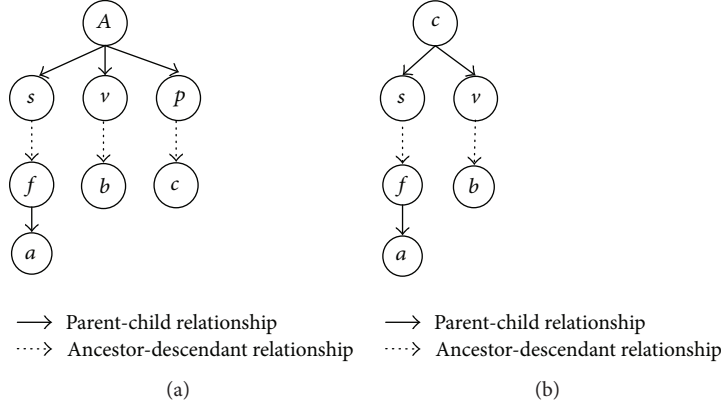 A
c
s v p
s v
f b c
f b
a
a
Parent-child relationship
Ancestor-descendant relationship
Parent-child relationship
Ancestor-descendant relationship
(a)
(b)